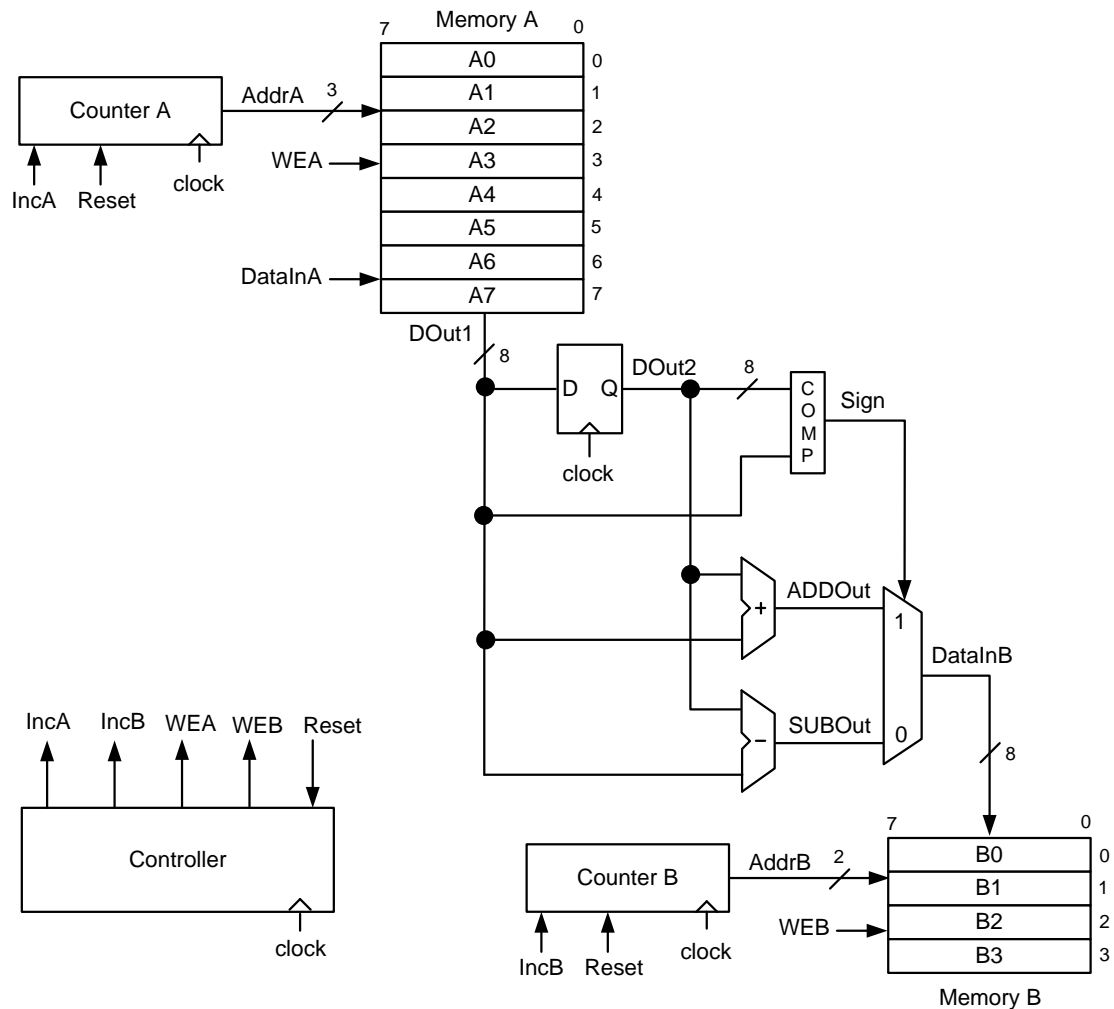 Memory A
7
0
A0
0
A1
1
A2
2
A3
3
A4
4
A5
5
A6
6
A7
7
Counter A
AddrA
3
IncA
Reset
clock
WEA
DataInA
DOut1
8
D
Q
clock
DOut2
8
C
O
M
P
Sign
+
ADDOut
-
SUBOut
1
0
DataInB
8
IncA
IncB
WEA
WEB
Reset
Controller
clock
Counter B
AddrB
2
IncB
Reset
clock
WEB
7
0
B0
0
B1
1
B2
2
B3
3
Memory B